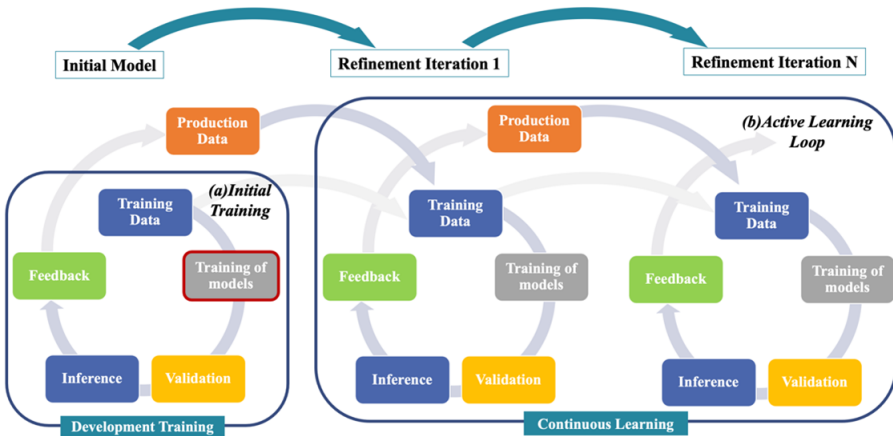 Initial Model
Refinement Iteration 1
Refinement Iteration N
Production
Data
(a)Initial
Training
Training
Data
Feedback
Training of
models
Inference
Validation
Development Training
Production
Data
(b)Active Learning
Loop
Training
Data
Feedback
Training of
models
Inference
Validation
Training
Data
Feedback
Training of
models
Inference
Validation
Continuous Learning